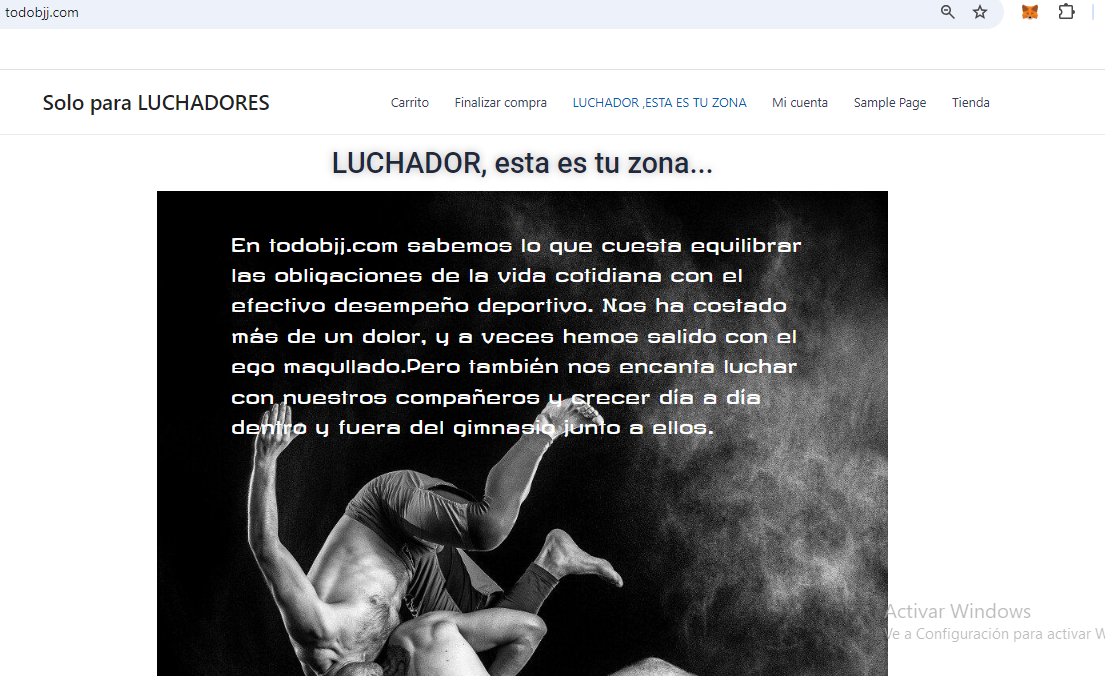 todobjj.com
Solo para LUCHADORES
Carrito Finalizar compra LUCHADOR ,ESTA ES TU ZONA Mi cuenta Sample Page Tienda
LUCHADOR, esta es tu zona...
En todobjj.com sabemos lo que cuesta equilibrar
las obligaciones de la vida cotidiana con el
efectivo desempeño deportivo. Nos ha costado
más de un dolor, y a veces hemos salido con el
ego magullado.Pero también nos encanta luchar
con nuestros compañeros y crecer día a día
dentro y fuera del gimnasio junto a ellos.
Activar Windows
Ve a Configuración para activar W